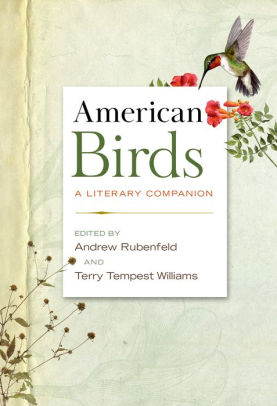 American
Birds
A LITERARY COMPANION
EDITED BY
Andrew Rubenfeld
AND
Terry Tempest Williams